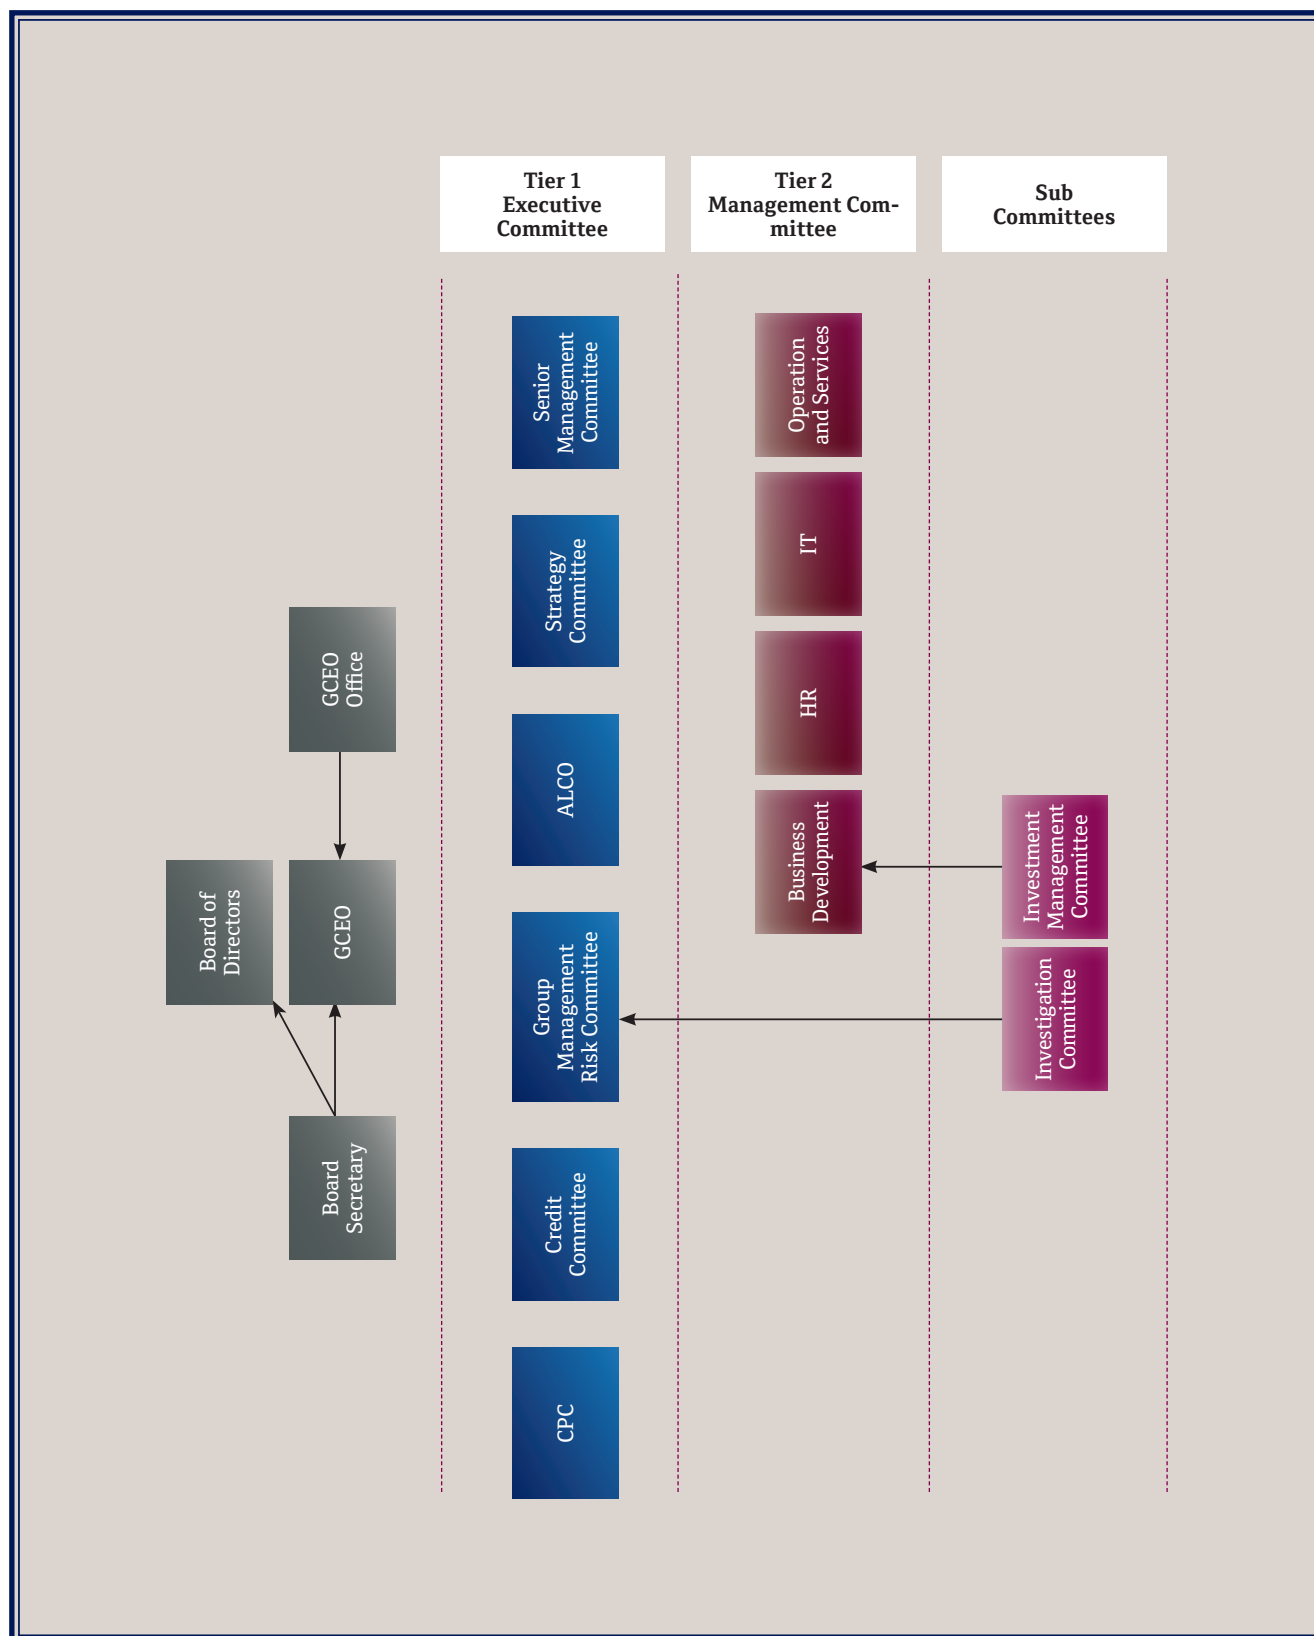 Tier 1
Executive
Committee
Tier 2
Management Com-
mittee
Sub
Committees
Board of
Directors
GCEO
Office
GCEO
Board
Secretary
Senior
Management
Committee
Strategy
Committee
ALCO
Group
Management
Risk Committee
Credit
Committee
CPC
Operation
and Services
IT
HR
Business
Development
Investment
Management
Committee
Investigation
Committee